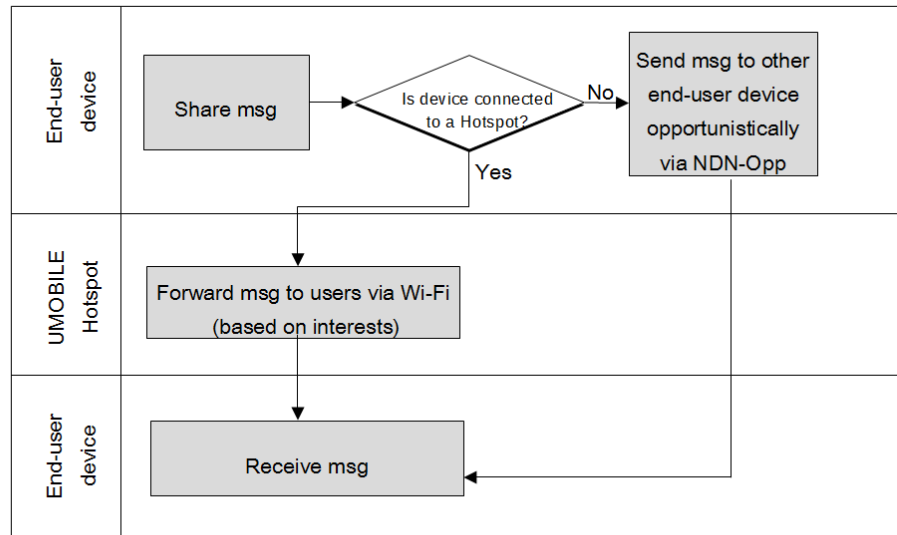 End-user
device
Share msg
Is device connected
to a Hotspot?
No
Yes
Send msg to other
end-user device
opportunistically
via NDN-Opp
UMOBILE
Hotspot
Forward msg to users via Wi-Fi
(based on interests)
End-user
device
Receive msg